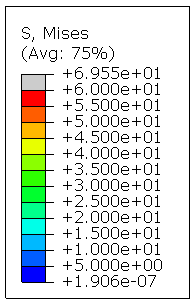 S, Mises
(Avg: 75%)
+6.955e+01
+6.000e+01
+5.500e+01
+5.000e+01
+4.500e+01
+4.000e+01
+3.500e+01
+3.000e+01
+2.500e+01
+2.000e+01
+1.500e+01
+1.000e+01
+5.000e+00
+1.906e-07